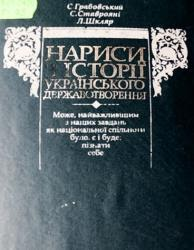 С. Грабовський
С. Ставрояні
Л. Шкляр
НАРИСИ
З ІСТОРІЇ
УКРАЇНСЬКОГО
ДЕРЖАВОТВОРЕННЯ
Може, найважливішим
з наших завдань
як національної спільноти
було, є і буде:
пізнати
себе